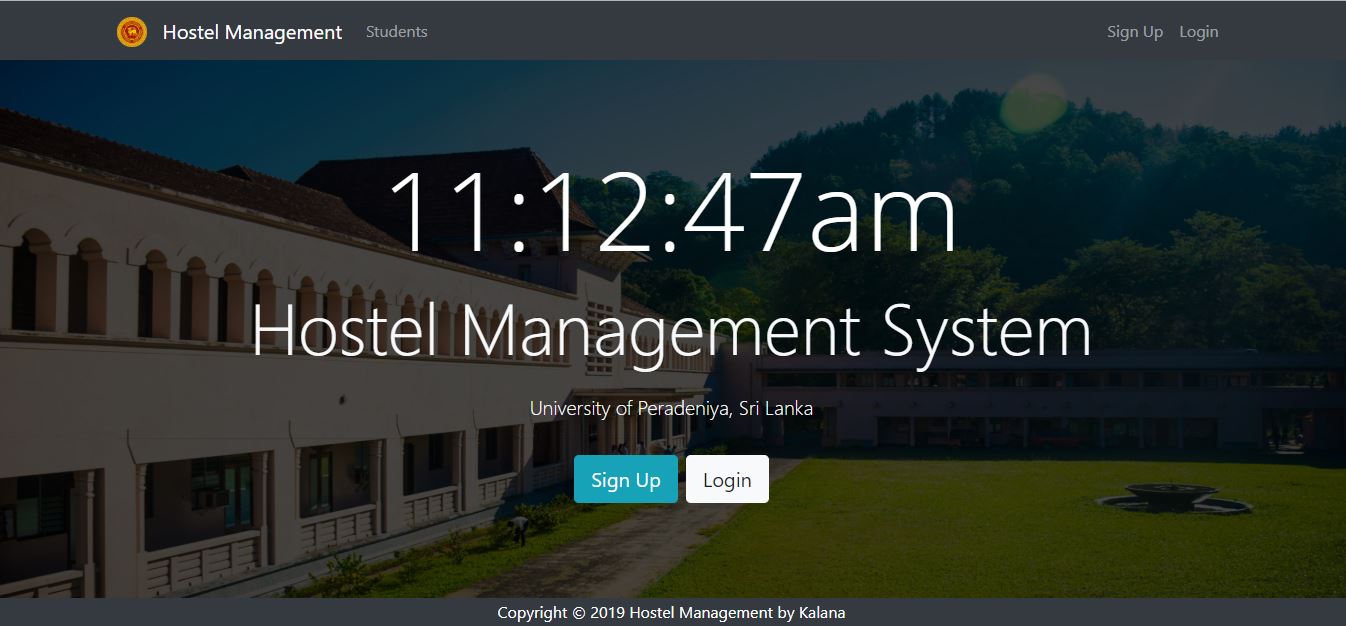 Hostel Management Students Sign Up Login
11:12:47am
Hostel Management System
University of Peradeniya, Sri Lanka
Sign Up Login
Copyright © 2019 Hostel Management by Kalana